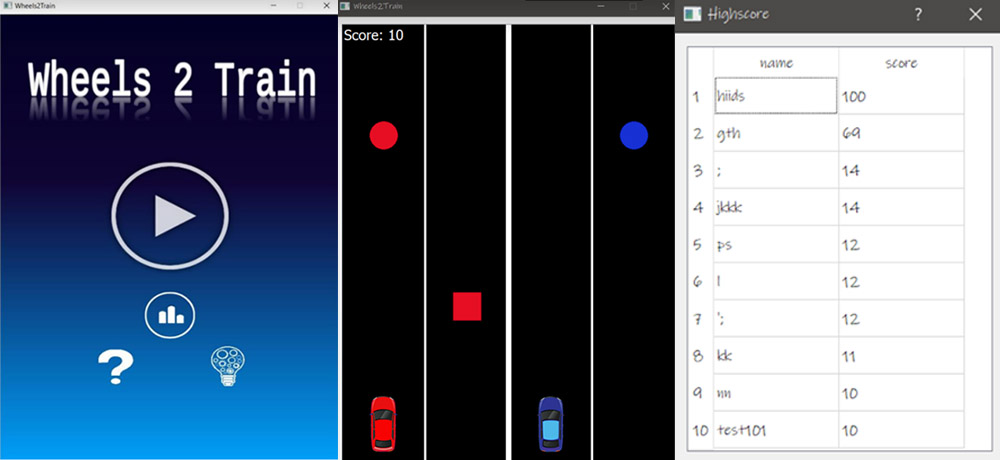 Wheels2Train
Wheels 2 Train
?
Wheels2Train
Score: 10
Highscore ?
name score
1 hiids 100
2 gth 69
3 ; 14
4 jkkk 14
5 ps 12
6 l 12
7 '; 12
8 kk 11
9 nn 10
10 test101 10